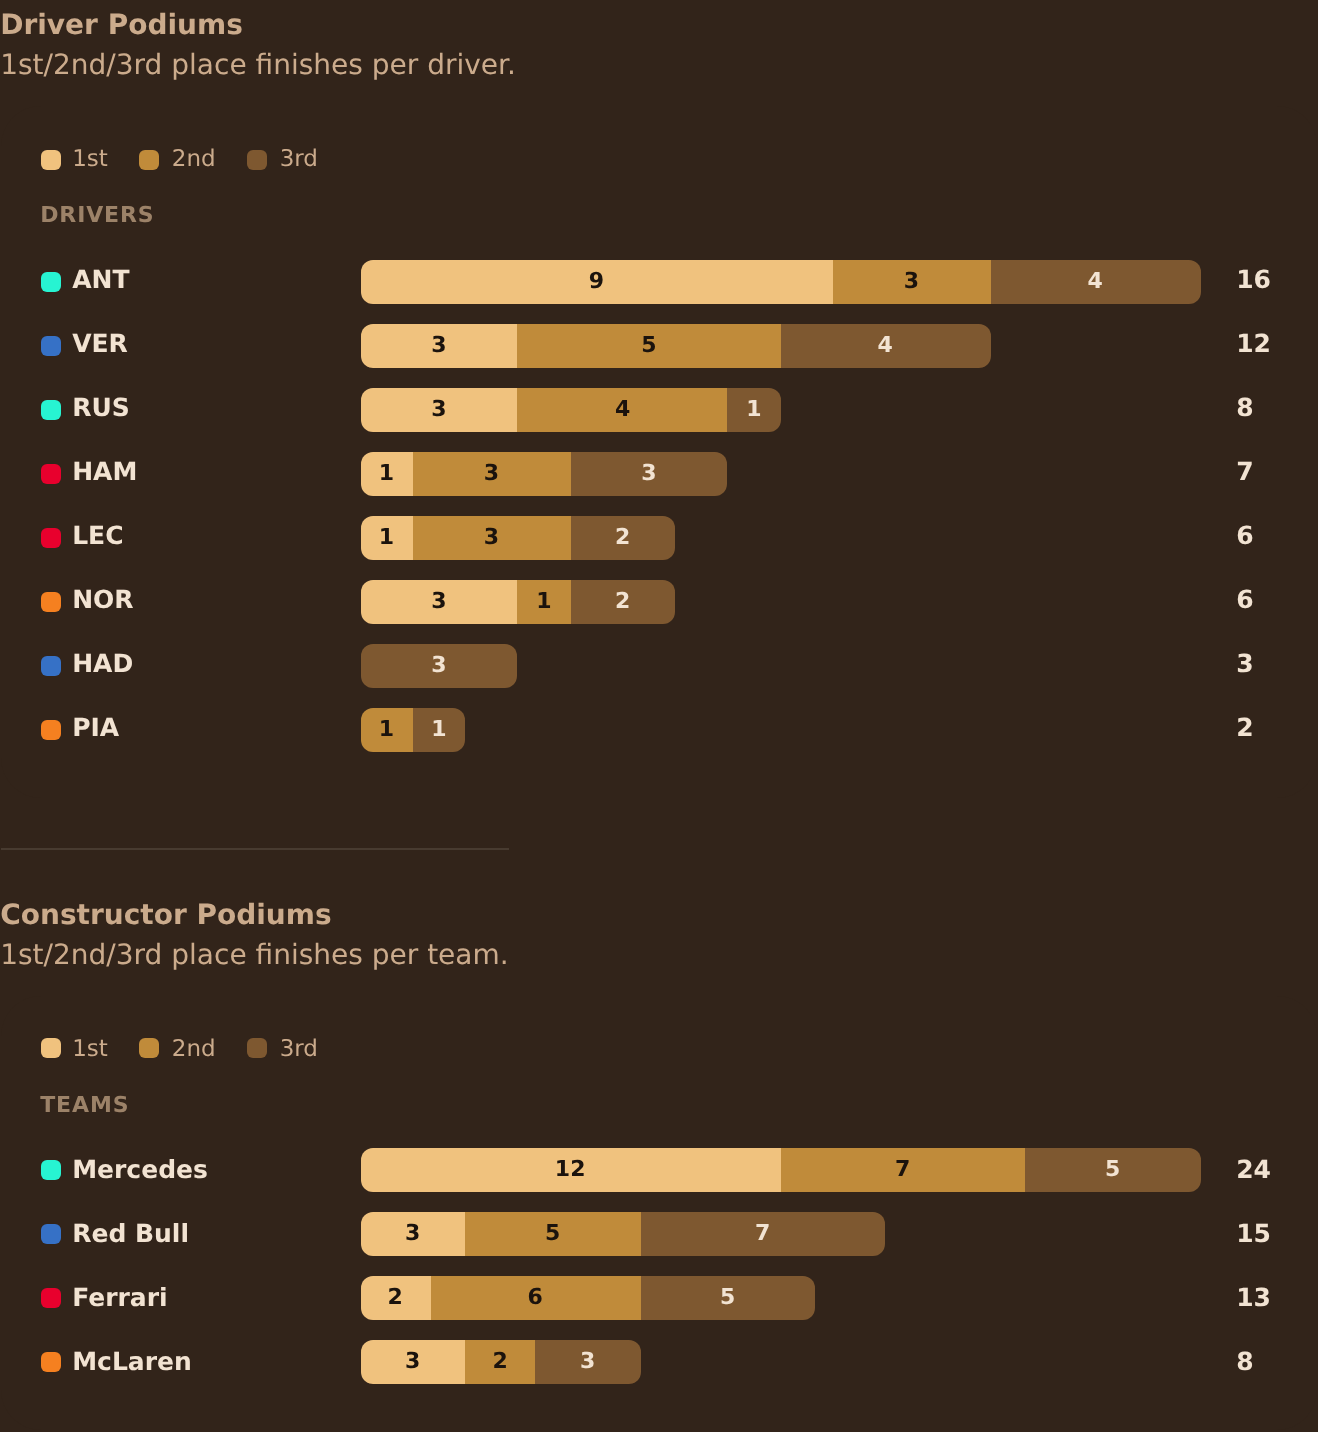 Driver Podiums
1st/2nd/3rd place finishes per driver.
1st 2nd 3rd
DRIVERS
ANT 9 3 4 16
VER 3 5 4 12
RUS 3 4 1 8
HAM 1 3 3 7
LEC 1 3 2 6
NOR 3 1 2 6
HAD 3 3
PIA 1 1 2
Constructor Podiums
1st/2nd/3rd place finishes per team.
1st 2nd 3rd
TEAMS
Mercedes 12 7 5 24
Red Bull 3 5 7 15
Ferrari 2 6 5 13
McLaren 3 2 3 8